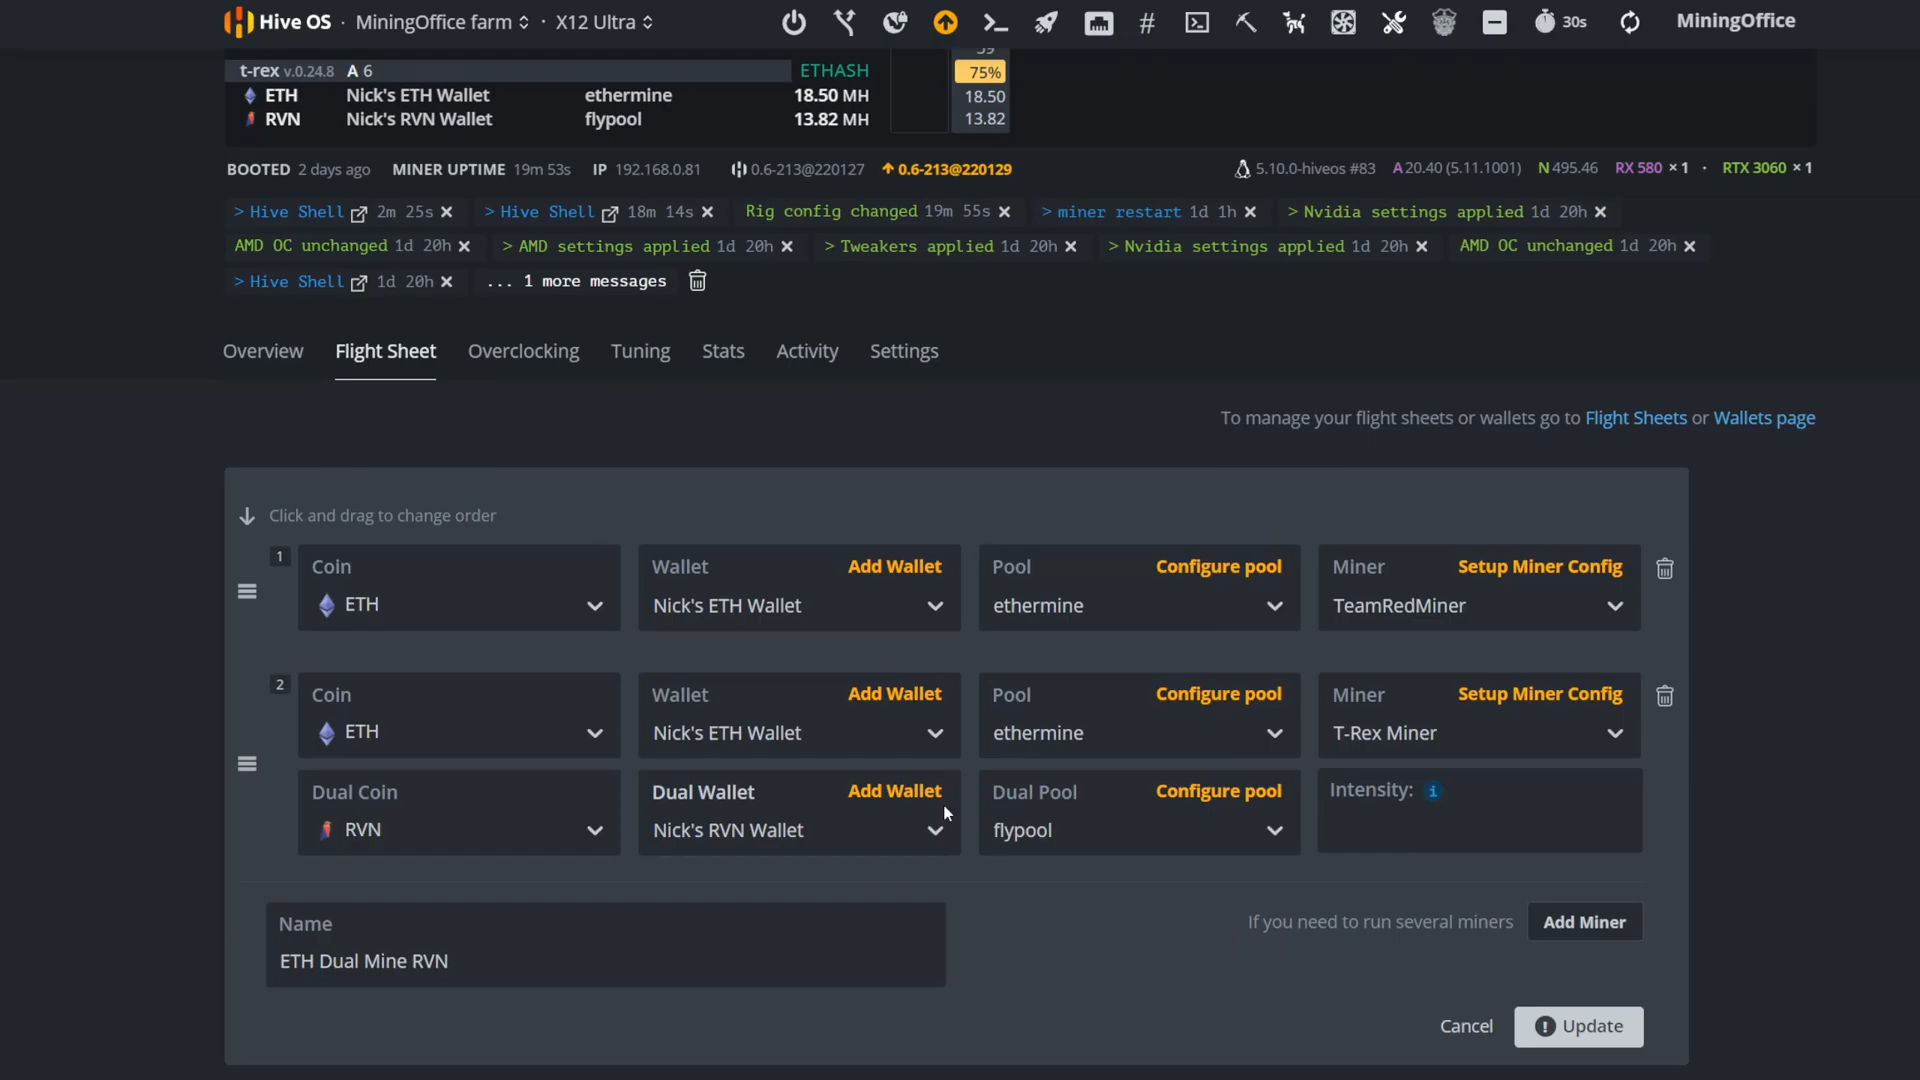 Hive OS · MiningOffice farm · X12 Ultra 30s MiningOffice
t-rex v.0.24.8 A 6 ETHASH 75%
ETH Nick's ETH Wallet ethermine 18.50 MH 18.50
RVN Nick's RVN Wallet flypool 13.82 MH 13.82
BOOTED 2 days ago MINER UPTIME 19m 53s IP 192.168.0.81 0.6-213@220127 0.6-213@220129 5.10.0-hiveos #83 A 20.40 (5.11.1001) N 495.46 RX 580 × 1 · RTX 3060 × 1
> Hive Shell 2m 25s > Hive Shell 18m 14s Rig config changed 19m 55s > miner restart 1d 1h > Nvidia settings applied 1d 20h
AMD OC unchanged 1d 20h > AMD settings applied 1d 20h > Tweakers applied 1d 20h > Nvidia settings applied 1d 20h AMD OC unchanged 1d 20h
> Hive Shell 1d 20h ... 1 more messages
Overview Flight Sheet Overclocking Tuning Stats Activity Settings
To manage your flight sheets or wallets go to Flight Sheets or Wallets page
Click and drag to change order
1 Coin Wallet Add Wallet Pool Configure pool Miner Setup Miner Config
ETH Nick's ETH Wallet ethermine TeamRedMiner
2 Coin Wallet Add Wallet Pool Configure pool Miner Setup Miner Config
ETH Nick's ETH Wallet ethermine T-Rex Miner
Dual Coin Dual Wallet Add Wallet Dual Pool Configure pool Intensity: i
RVN Nick's RVN Wallet flypool
Name If you need to run several miners Add Miner
ETH Dual Mine RVN
Cancel Update